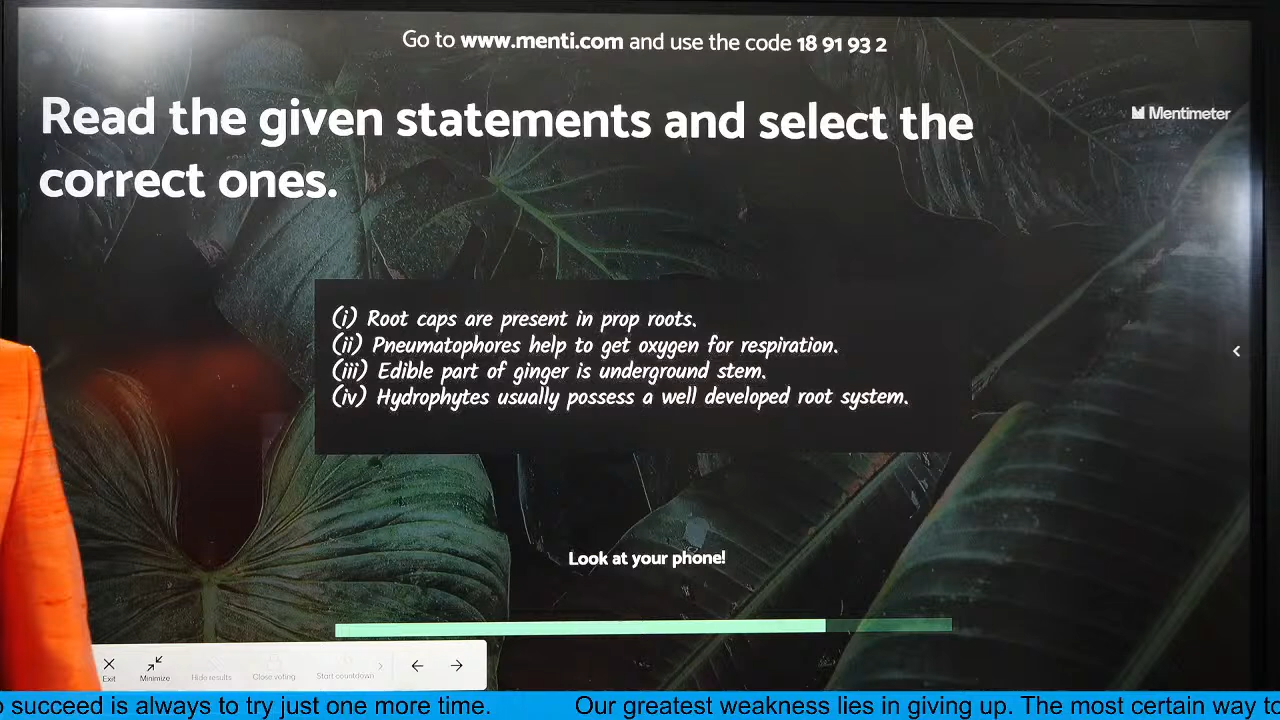 Go to www.menti.com and use the code 18 91 93 2
Read the given statements and select the
correct ones.
Mentimeter
(i) Root caps are present in prop roots.
(ii) Pneumatophores help to get oxygen for respiration.
(iii) Edible part of ginger is underground stem.
(iv) Hydrophytes usually possess a well developed root system.
Look at your phone!
Exit Minimize Hide results Close voting Start countdown
succeed is always to try just one more time. Our greatest weakness lies in giving up. The most certain way to